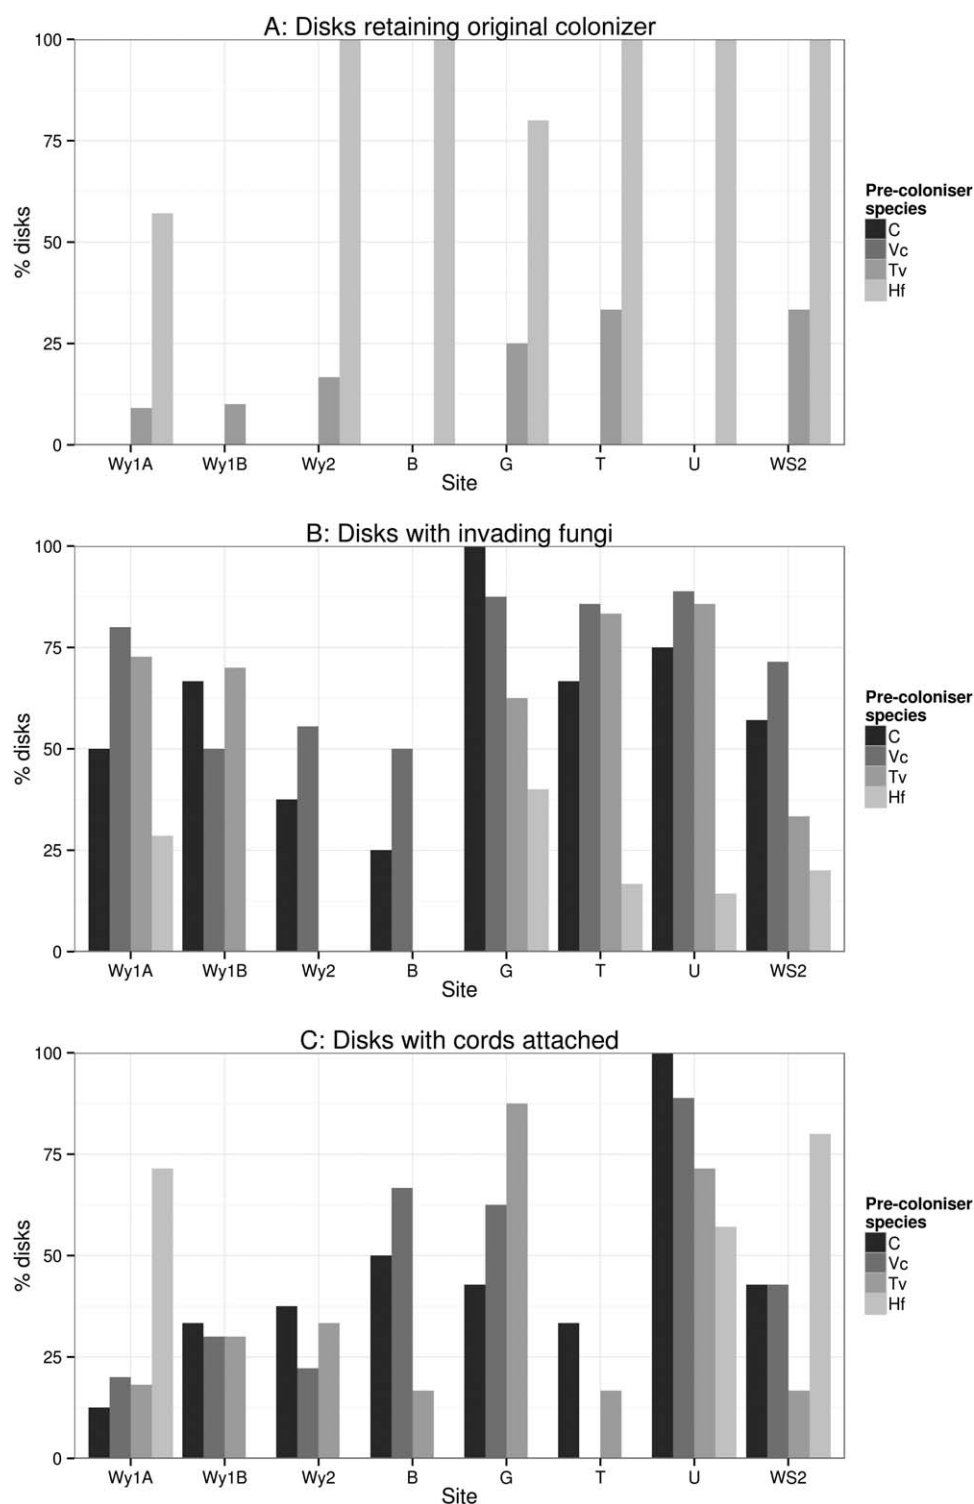 A: Disks retaining original colonizer
100
75
50
25
0
% disks
Wy1A Wy1B Wy2 B G T U WS2
Site
Pre-coloniser
species
C
Vc
Tv
Hf
B: Disks with invading fungi
100
75
50
25
0
% disks
Wy1A Wy1B Wy2 B G T U WS2
Site
Pre-coloniser
species
C
Vc
Tv
Hf
C: Disks with cords attached
100
75
50
25
0
% disks
Wy1A Wy1B Wy2 B G T U WS2
Site
Pre-coloniser
species
C
Vc
Tv
Hf